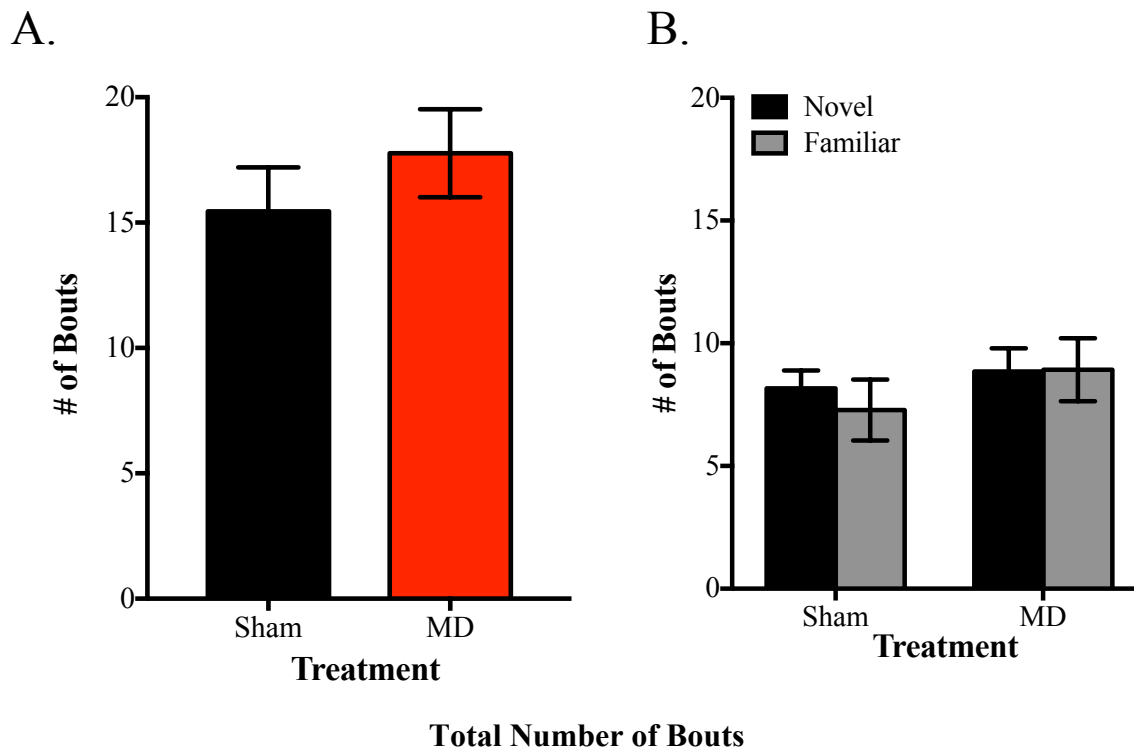 A.
20
15
10
5
0
# of Bouts
Sham MD
Treatment
B.
20
15
10
5
0
# of Bouts
Novel
Familiar
Sham MD
Treatment
Total Number of Bouts